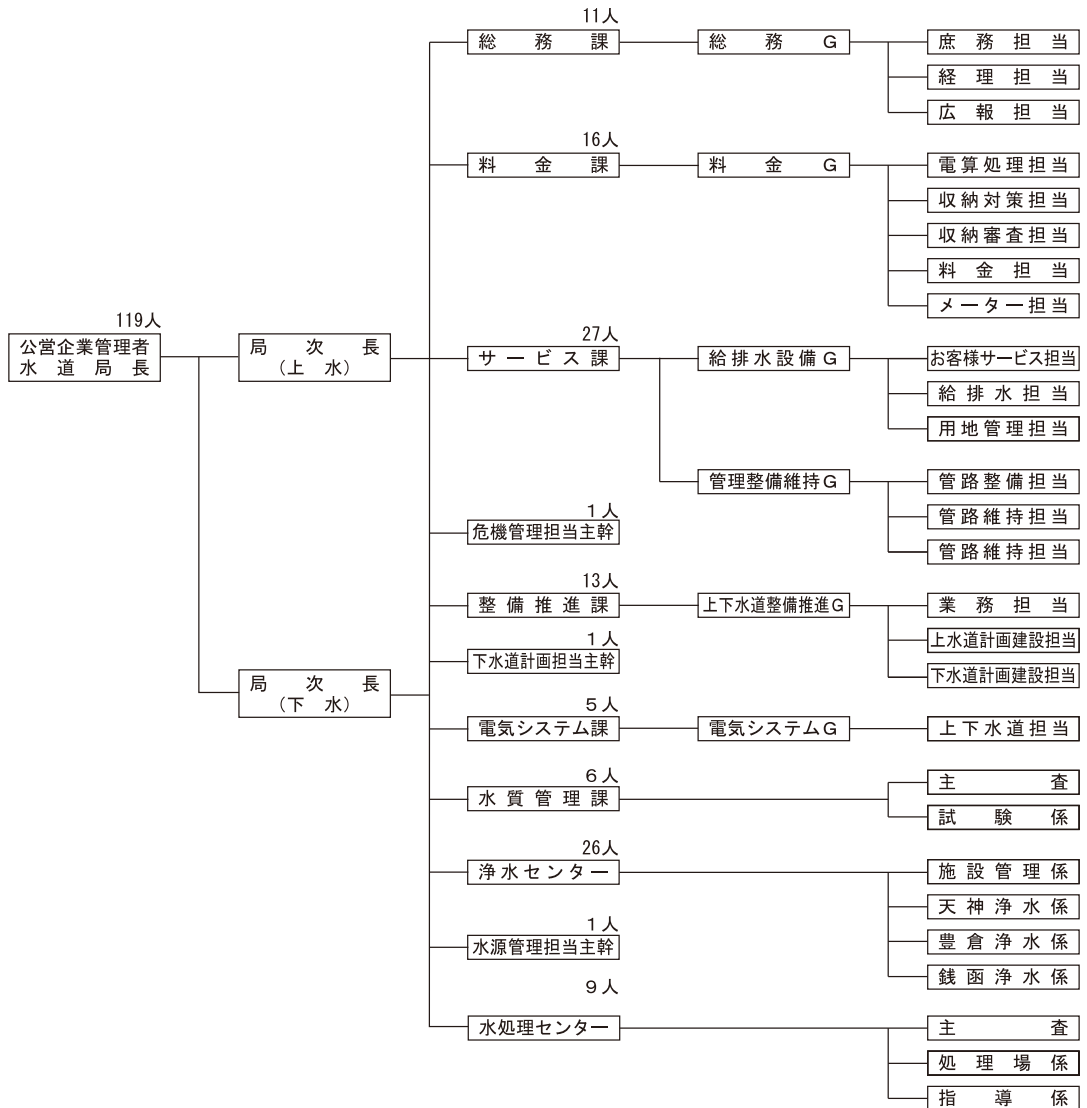 11人
総務課
総務G
庶務担当
経理担当
広報担当
16人
料金課
料金G
電算処理担当
収納対策担当
収納審査担当
料金担当
メーター担当
119人
公営企業管理者
水道局長
局次長
(上水)
27人
サービス課
給排水設備G
お客様サービス担当
給排水担当
用地管理担当
管理整備維持G
管路整備担当
管路維持担当
管路維持担当
1人
危機管理担当主幹
13人
整備推進課
上下水道整備推進G
業務担当
上水道計画建設担当
下水道計画建設担当
1人
下水道計画担当主幹
局次長
(下水)
5人
電気システム課
電気システムG
上下水道担当
6人
水質管理課
主査
試験係
26人
浄水センター
施設管理係
天神浄水係
豊倉浄水係
銭函浄水係
1人
水源管理担当主幹
9人
水処理センター
主査
処理場係
指導係